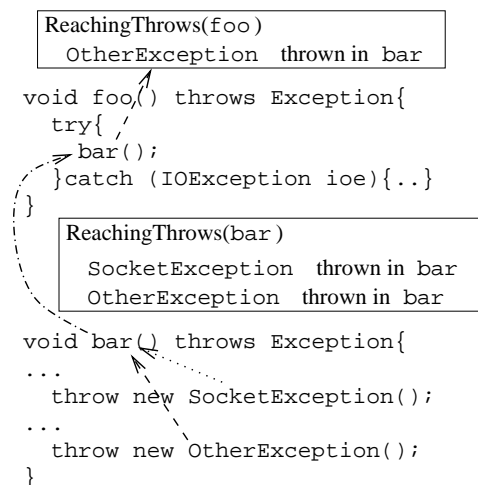 ReachingThrows(foo)
OtherException thrown in bar
void foo() throws Exception{
try{
bar();
}catch (IOException ioe){..}
}
ReachingThrows(bar)
SocketException thrown in bar
OtherException thrown in bar
void bar() throws Exception{
...
throw new SocketException();
...
throw new OtherException();
}